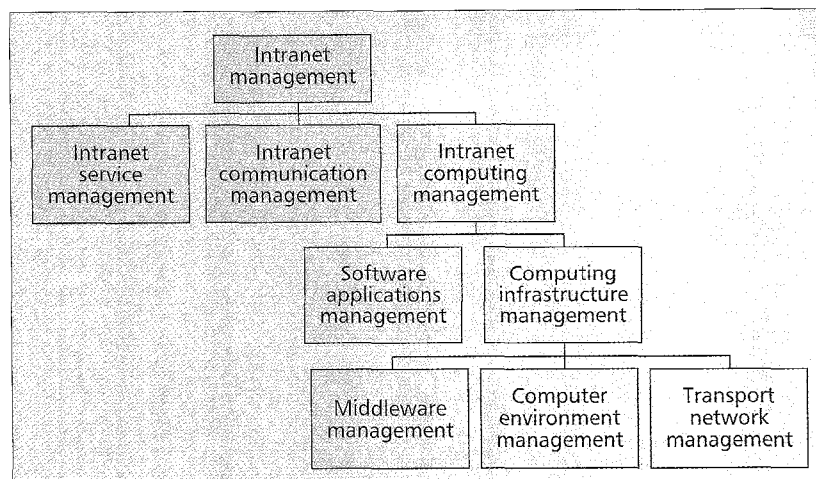 Intranet
management
Intranet
service
management
Intranet
communication
management
Intranet
computing
management
Software
applications
management
Computing
infrastructure
management
Middleware
management
Computer
environment
management
Transport
network
management